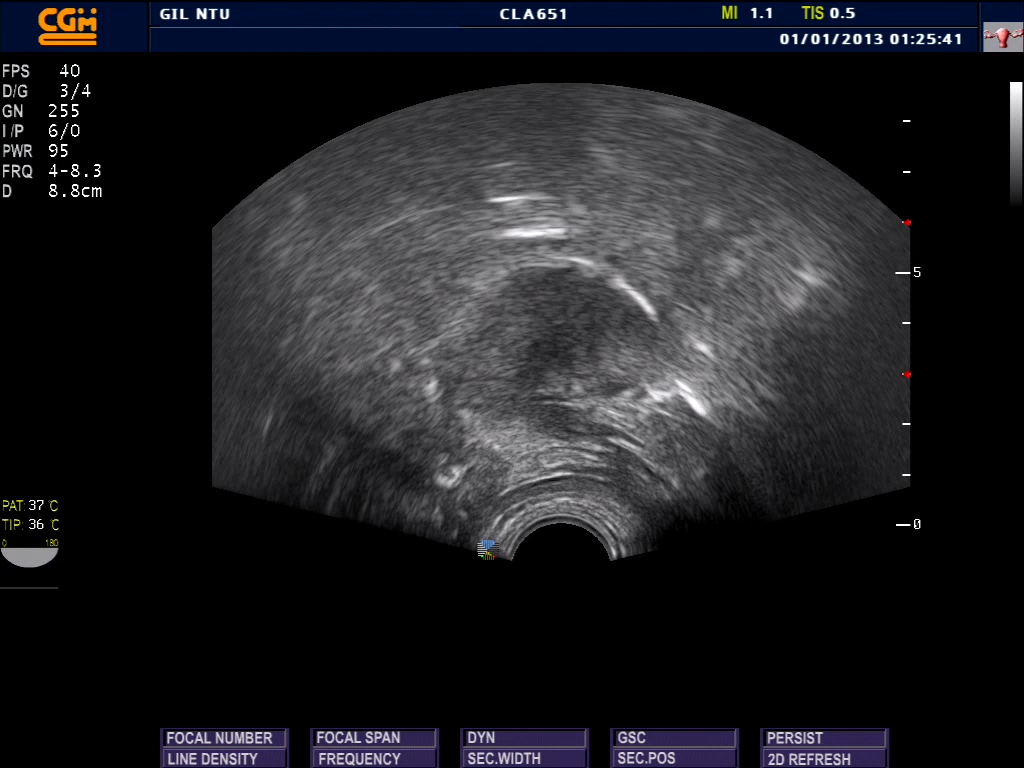 CGM
GIL NTU CLA651 MI 1.1 TIS 0.5
01/01/2013 01:25:41
FPS 40
D/G 3/4
GN 255
I/P 6/0
PWR 95
FRQ 4-8.3
D 8.8cm
5
PAT: 37 °C
TIP: 36 °C
0 180
0
FOCAL NUMBER FOCAL SPAN DYN GSC PERSIST
LINE DENSITY FREQUENCY SEC.WIDTH SEC.POS 2D REFRESH